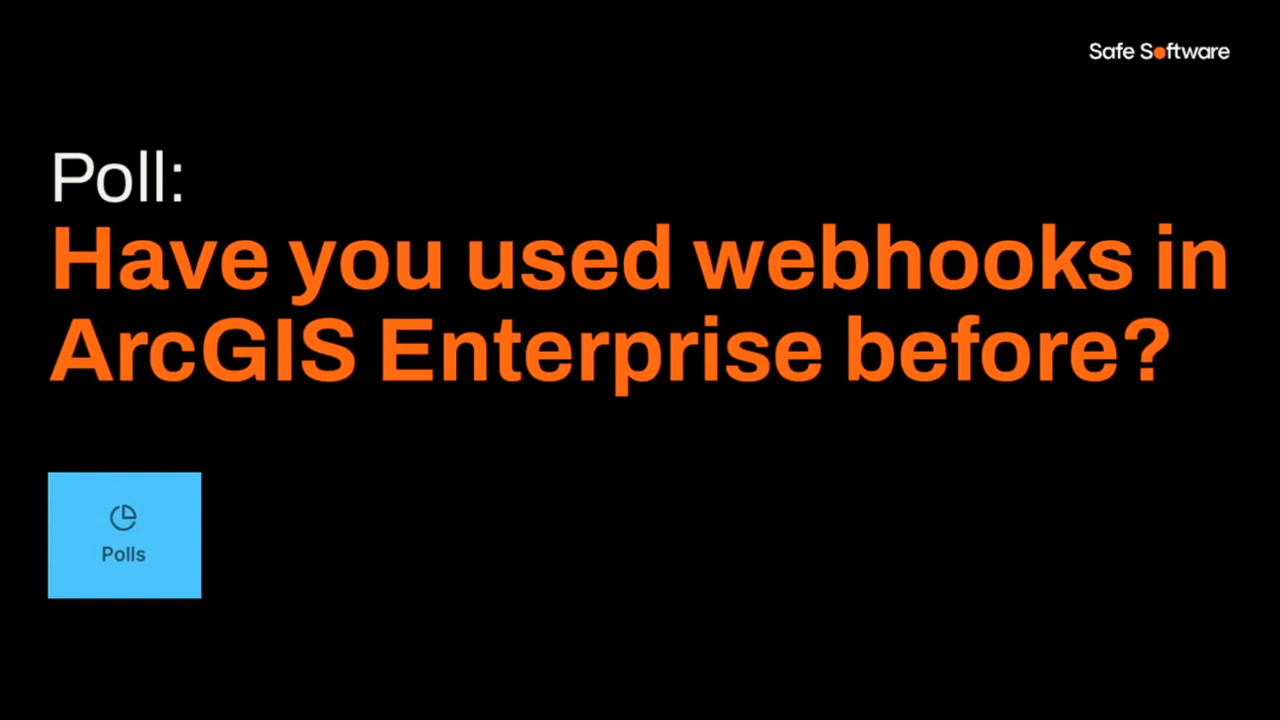 Safe Software
Poll:
Have you used webhooks in
ArcGIS Enterprise before?
Polls